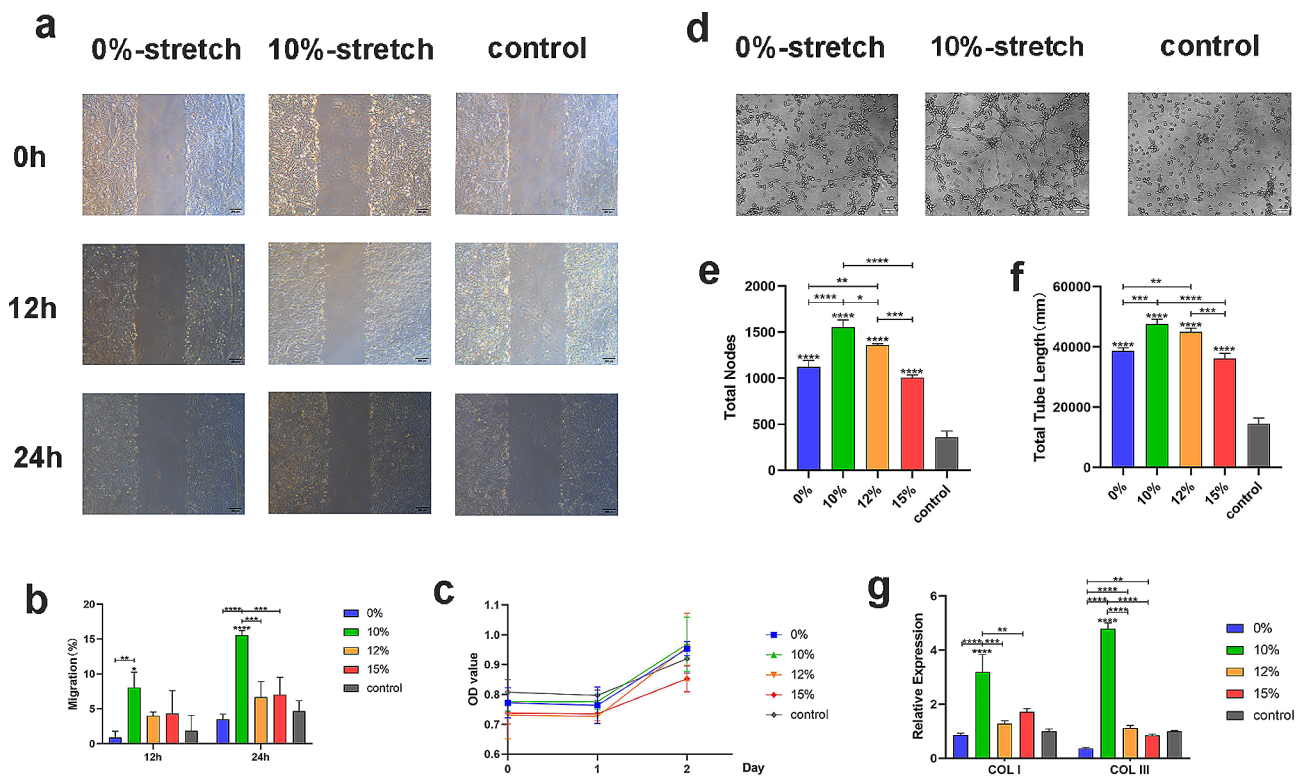 a
0%-stretch 10%-stretch control
0h
12h
24h
d
0%-stretch 10%-stretch control
e
**** 
** 
**** *
***
**** **** **** ****
2000
1500
1000
500
0
Total Nodes
0% 10% 12% 15% control
f
**
*** ****
***
**** **** **** ****
60000
40000
20000
0
Total Tube Length(mm)
0% 10% 12% 15% control
b
20
15
10
5
0
Migration(%)
** * **** *** *** ****
12h 24h
0%
10%
12%
15%
control
c
1.1
1.0
0.9
0.8
0.7
0.6
OD value
0 1 2 Day
0%
10%
12%
15%
control
g
6
4
2
0
Relative Expression
**
**** ***
****
**
****
**** ****
****
****
COL I COL III
0%
10%
12%
15%
control